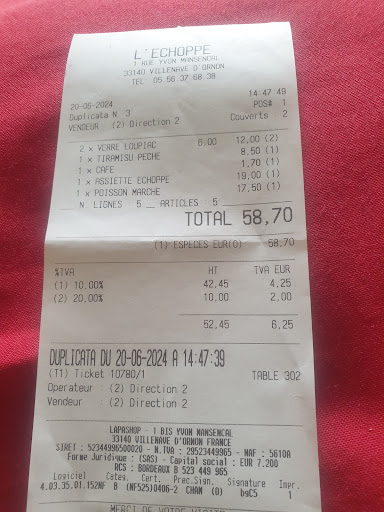 L'ECHOPPE
1 RUE YVON MANSENCAL
33140 VILLENAVE D'ORNON
TEL 05 56 37 68 38
20-06-2024 14:47:49
Duplicata N. 3 POS# 1
VENDEUR : (2) Direction 2 Couverts 2
2 x VERRE LOUPIAC 6,00 12,00 (2)
1 x TIRAMISU PECHE 8,50 (1)
1 x CAFE 1,70 (1)
1 x ASSIETTE ECHOPPE 19,00 (1)
1 x POISSON MARCHE 17,50 (1)
N. LIGNES 5 __ ARTICLES 5
TOTAL 58,70
(1) ESPECES EUR(O) 58,70
%TVA HT TVA EUR
(1) 10.00% 42,45 4,25
(2) 20,00% 10,00 2,00
52,45 6,25
DUPLICATA DU 20-06-2024 A 14:47:39
(T1) Ticket 10780/1 TABLE 302
Operateur : (2) Direction 2
Vendeur : (2) Direction 2
LAPASHOP - 1 BIS YVON MANSENCAL
33140 VILLENAVE D'ORNON FRANCE
SIRET : 52344996500020 - N.TVA : 29523449965 - NAF : 5610A
Forme Juridique : (SAS) - Capital social : EUR 7.200
RCS : BORDEAUX B 523 449 965
Logiciel Cates. Cert. Prec.Sign. Signature Impr.
4.03.35.01.152NF B (NF525)0406-2 CHAM (0) bgC5 1
MERCI DE VOTRE VISITE